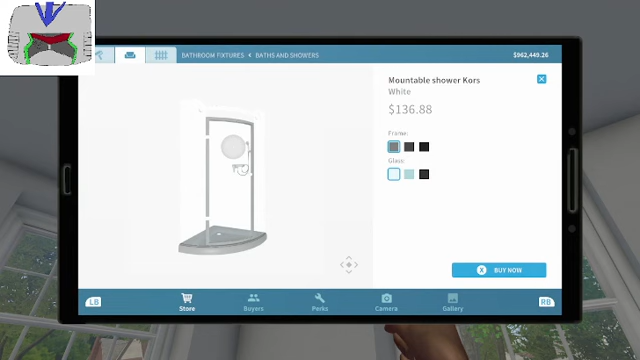 BATHROOM FIXTURES < BATHS AND SHOWERS
$962,449.26
Mountable shower Kors
White
$136.88
Frame:
Glass:
X BUY NOW
LB
Store
Buyers
Perks
Camera
Gallery
RB